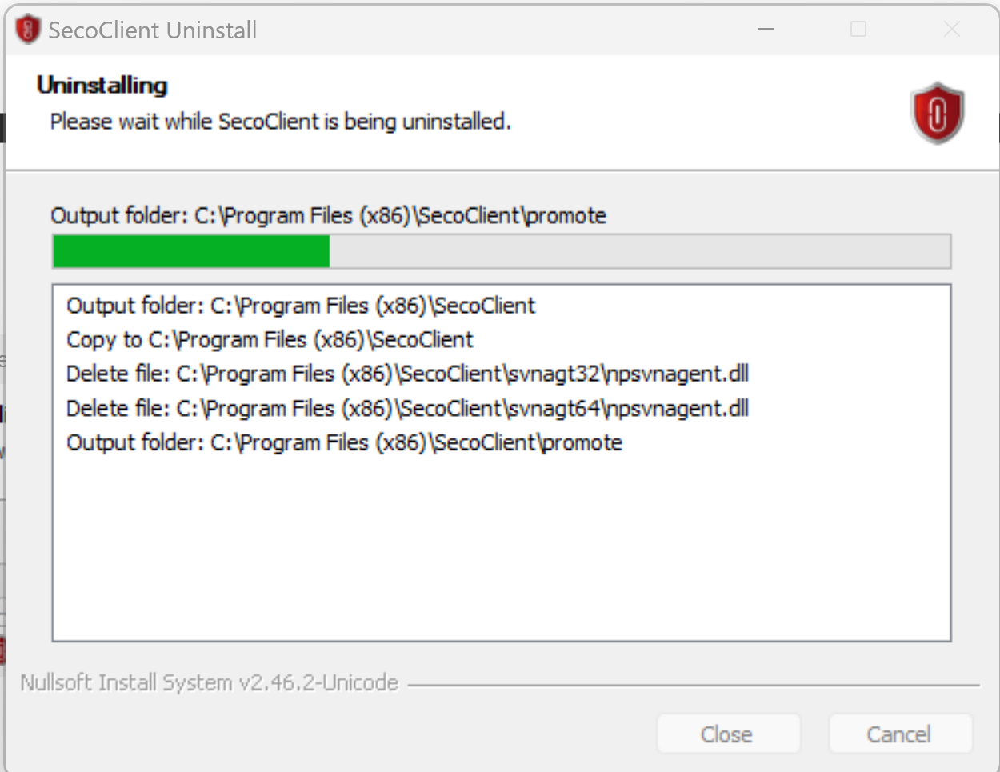 SecoClient Uninstall
Uninstalling
Please wait while SecoClient is being uninstalled.
Output folder: C:\Program Files (x86)\SecoClient\promote
Output folder: C:\Program Files (x86)\SecoClient
Copy to C:\Program Files (x86)\SecoClient
Delete file: C:\Program Files (x86)\SecoClient\svnagt32\npsvnagent.dll
Delete file: C:\Program Files (x86)\SecoClient\svnagt64\npsvnagent.dll
Output folder: C:\Program Files (x86)\SecoClient\promote
Nullsoft Install System v2.46.2-Unicode
Close
Cancel